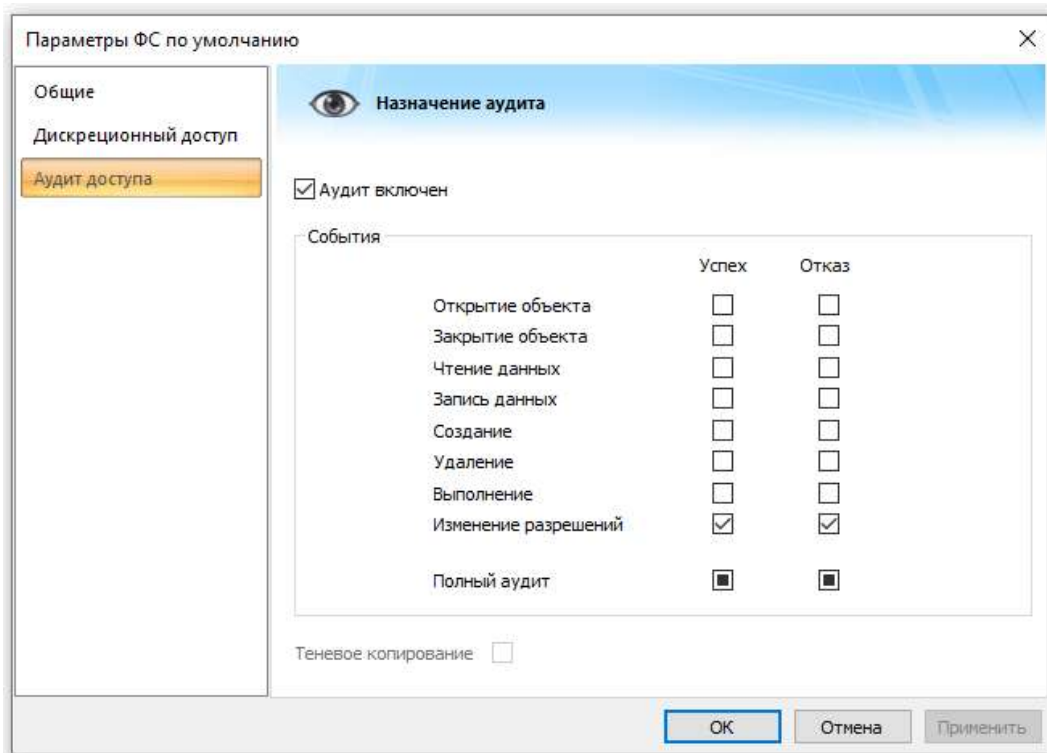 Параметры ФС по умолчанию
Общие
Дискреционный доступ
Аудит доступа
Назначение аудита
Аудит включен
События
Успех Отказ
Открытие объекта
Закрытие объекта
Чтение данных
Запись данных
Создание
Удаление
Выполнение
Изменение разрешений
Полный аудит
Теневое копирование
OK Отмена Применить